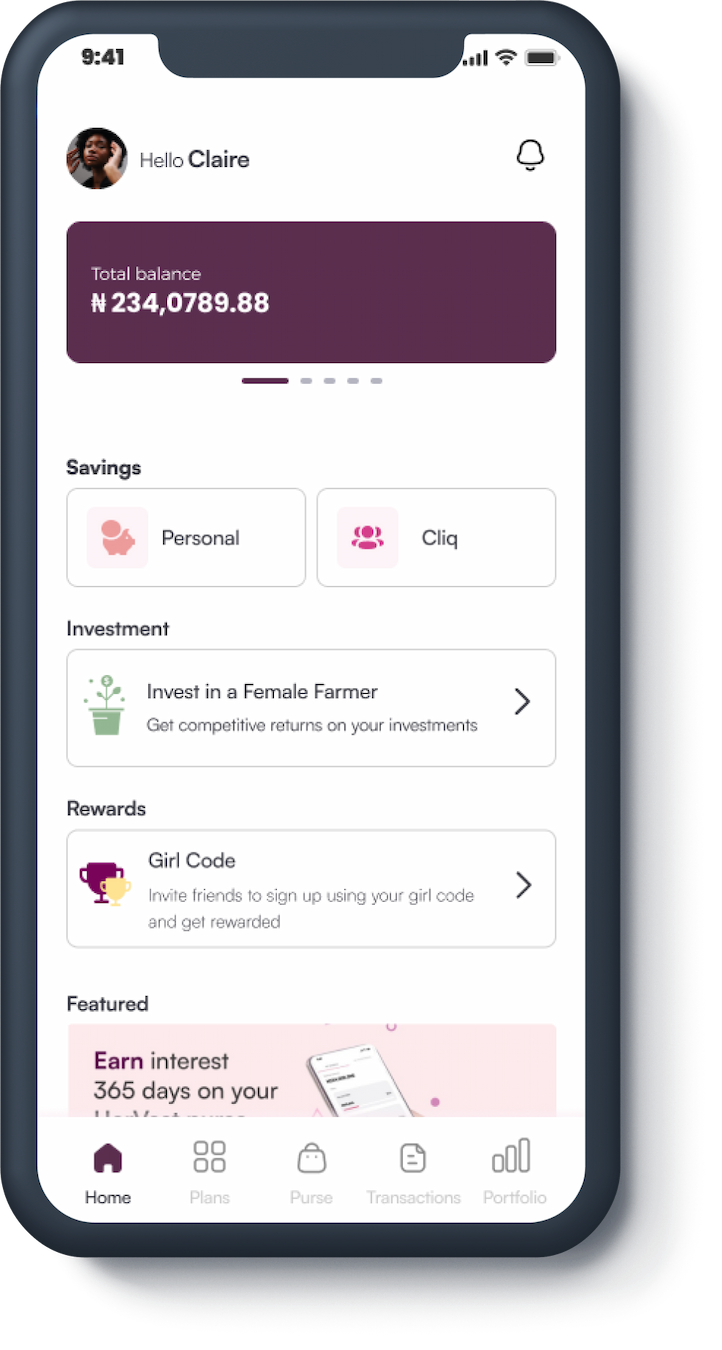 9:41
Hello Claire
Total balance
₦ 234,0789.88
Savings
Personal
Cliq
Investment
Invest in a Female Farmer
Get competitive returns on your investments
Rewards
Girl Code
Invite friends to sign up using your girl code
and get rewarded
Featured
Earn interest
365 days on your
HerVest purse
Home
Plans
Purse
Transactions
Portfolio